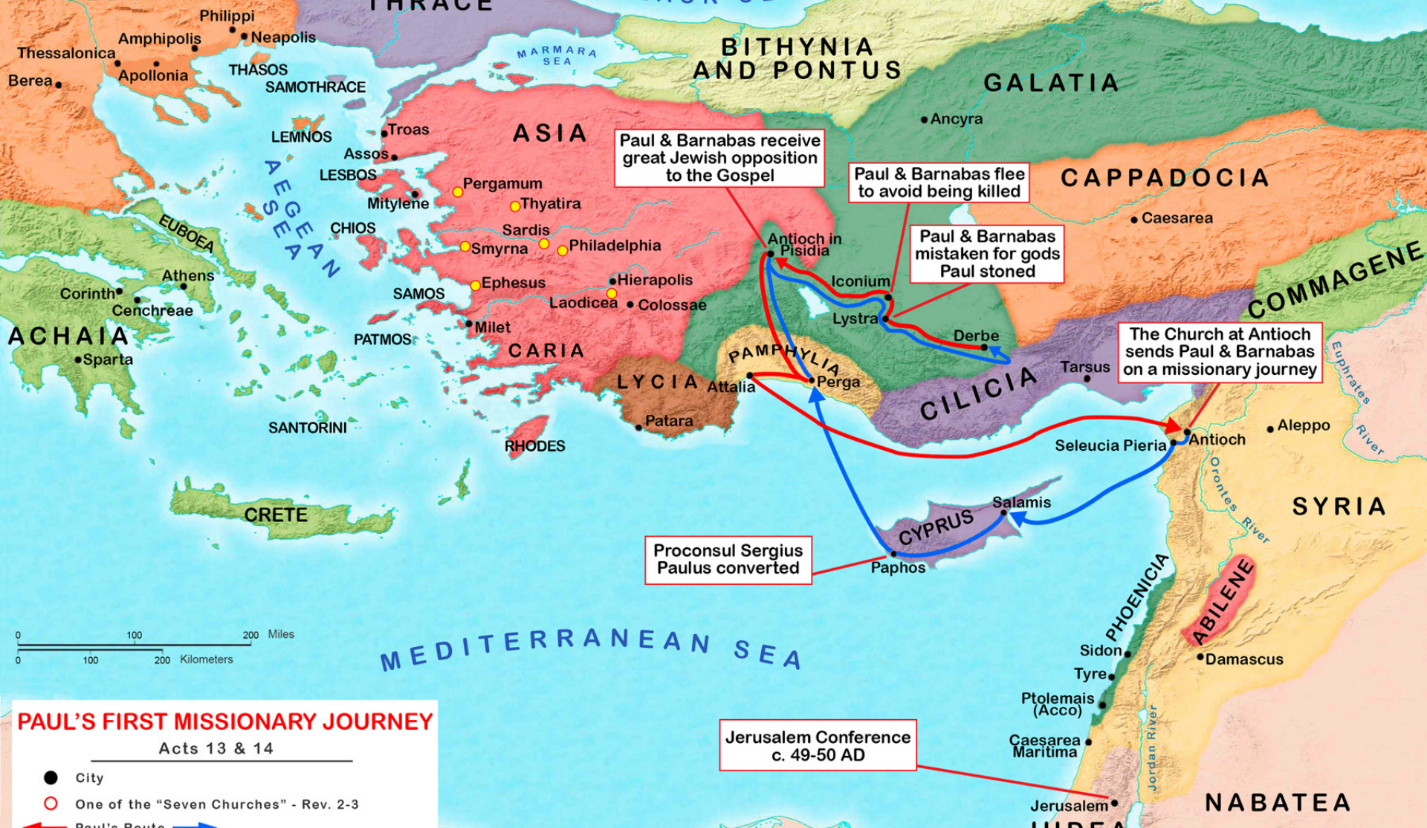 THRACE
Philippi
Amphipolis
Neapolis
Thessalonica
Apollonia
Berea
THASOS
SAMOTHRACE
MARMARA
SEA
BITHYNIA
AND PONTUS
GALATIA
Ancyra
LEMNOS
Troas
ASIA
Assos
LESBOS
Mitylene
AEGEAN
SEA
Pergamum
Thyatira
Paul & Barnabas receive
great Jewish opposition
to the Gospel
Paul & Barnabas flee
to avoid being killed
CAPPADOCIA
Caesarea
EUBOEA
CHIOS
Sardis
Smyrna
Philadelphia
Antioch in
Pisidia
Paul & Barnabas
mistaken for gods
Paul stoned
COMMAGENE
Athens
Corinth
Cenchreae
SAMOS
Ephesus
Hierapolis
Laodicea
Colossae
Iconium
Lystra
Derbe
ACHAIA
Sparta
PATMOS
Milet
CARIA
PAMPHYLIA
The Church at Antioch
sends Paul & Barnabas
on a missionary journey
Euphrates
River
LYCIA
Attalia
Perga
CILICIA
Tarsus
Patara
SANTORINI
RHODES
Seleucia Pieria
Antioch
Aleppo
Orontes River
SYRIA
CRETE
Salamis
CYPRUS
Paphos
Proconsul Sergius
Paulus converted
PHOENICIA
ABILENE
0 100 200 Miles
0 100 200 Kilometers
MEDITERRANEAN SEA
Sidon
Damascus
Tyre
Ptolemais
(Acco)
Caesarea
Maritima
Jordan River
Jerusalem Conference
c. 49-50 AD
Jerusalem
NABATEA
PAUL'S FIRST MISSIONARY JOURNEY
Acts 13 & 14
City
One of the "Seven Churches" - Rev. 2-3
Paul's Route